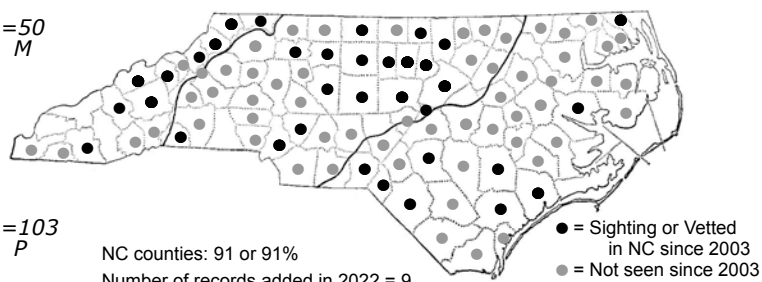 =50
M
=103
P
NC counties: 91 or 91%
Number of records added in 2022 = 9
= Sighting or Vetted
in NC since 2003
= Not seen since 2003